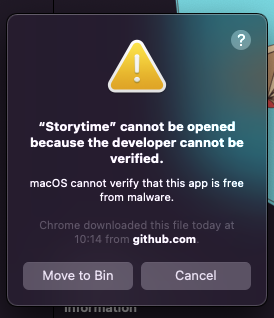 ?
“Storytime” cannot be opened
because the developer cannot be
verified.
macOS cannot verify that this app is free
from malware.
Chrome downloaded this file today at
10:14 from github.com.
Move to Bin
Cancel
Information